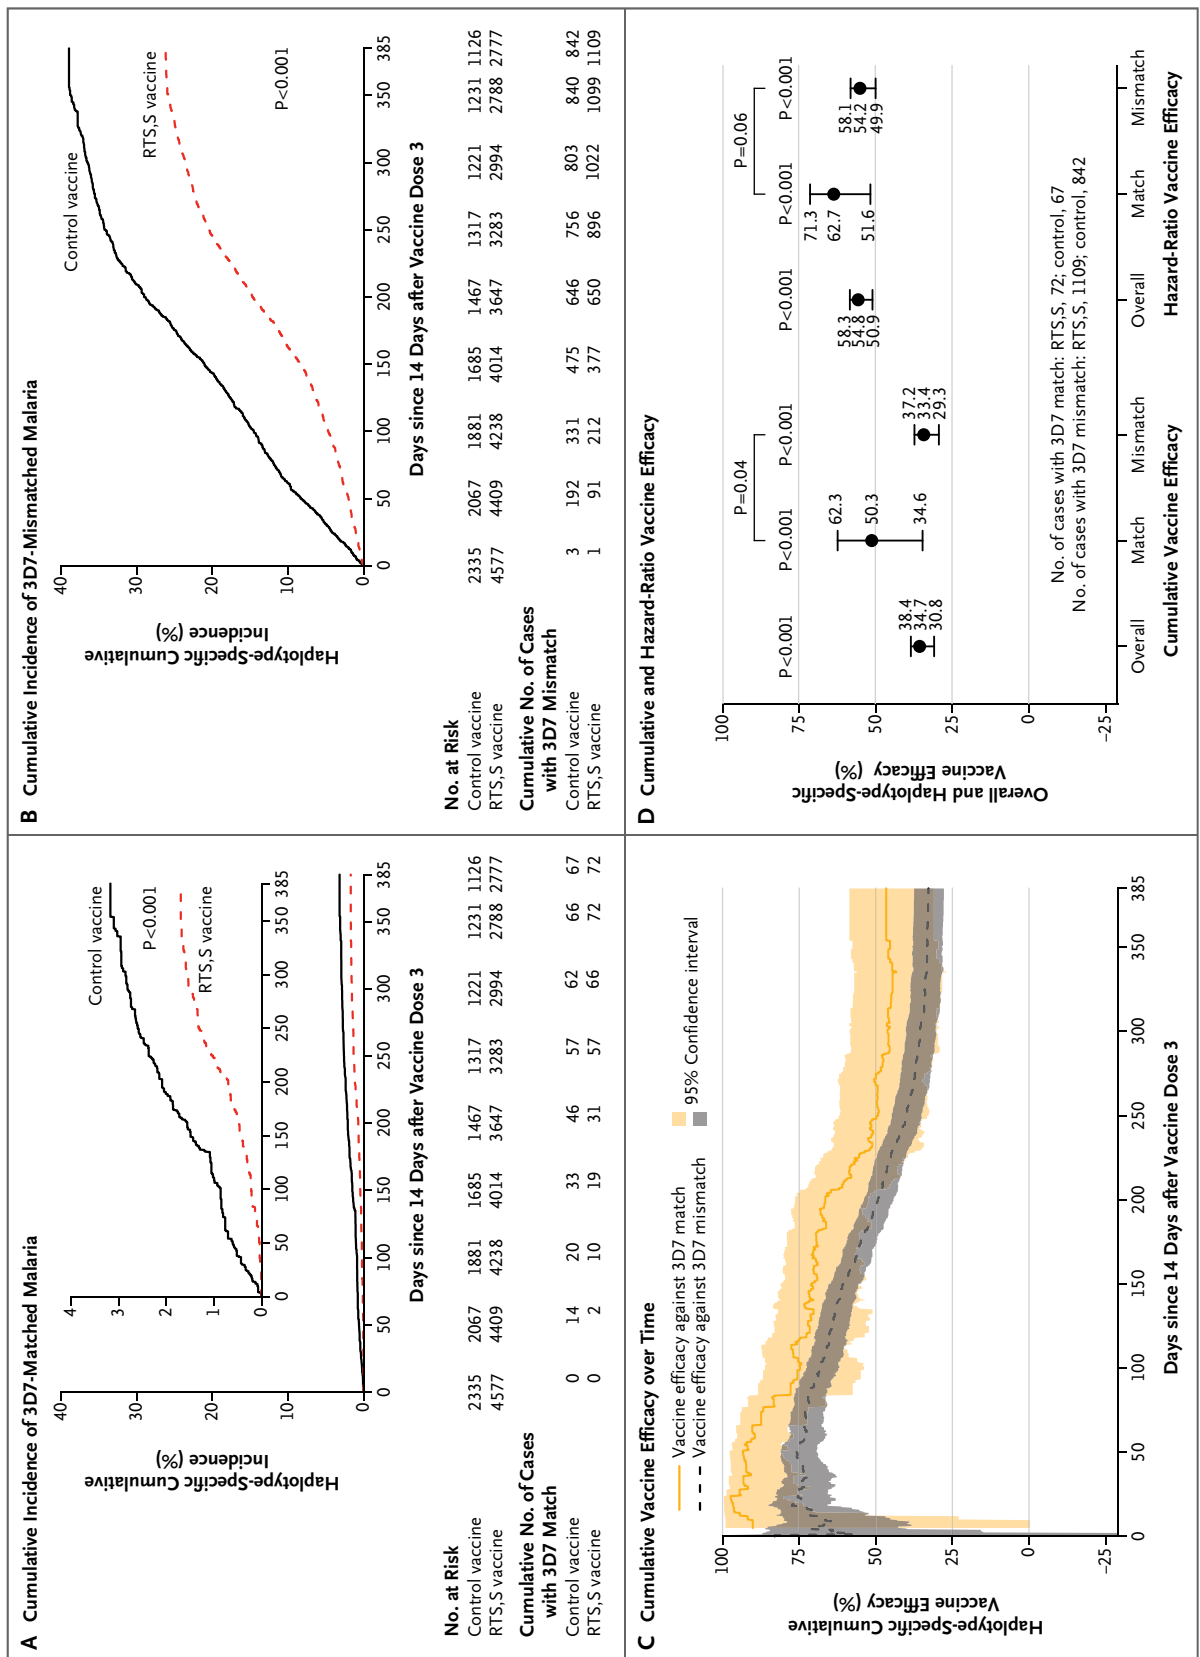 A Cumulative Incidence of 3D7-Matched Malaria
Haplotype-Specific Cumulative
Incidence (%)
40
30
20
10
0
4
3
2
1
0
0 50 100 150 200 250 300 350 385
Control vaccine
P<0.001
RTS,S vaccine
0 50 100 150 200 250 300 350 385
Days since 14 Days after Vaccine Dose 3
No. at Risk
Control vaccine 2335 2067 1881 1685 1467 1317 1221 1231 1126
RTS,S vaccine 4577 4409 4238 4014 3647 3283 2994 2788 2777
Cumulative No. of Cases
with 3D7 Match
Control vaccine 0 14 20 33 46 57 62 66 67
RTS,S vaccine 0 2 10 19 31 57 66 72 72
B Cumulative Incidence of 3D7-Mismatched Malaria
Haplotype-Specific Cumulative
Incidence (%)
40
30
20
10
0
Control vaccine
RTS,S vaccine
P<0.001
0 50 100 150 200 250 300 350 385
Days since 14 Days after Vaccine Dose 3
No. at Risk
Control vaccine 2335 2067 1881 1685 1467 1317 1221 1231 1126
RTS,S vaccine 4577 4409 4238 4014 3647 3283 2994 2788 2777
Cumulative No. of Cases
with 3D7 Mismatch
Control vaccine 3 192 331 475 646 756 803 840 842
RTS,S vaccine 1 91 212 377 650 896 1022 1099 1109
C Cumulative Vaccine Efficacy over Time
Haplotype-Specific Cumulative
Vaccine Efficacy (%)
100
75
50
25
0
−25
Vaccine efficacy against 3D7 match
Vaccine efficacy against 3D7 mismatch
95% Confidence interval
0 50 100 150 200 250 300 350 385
Days since 14 Days after Vaccine Dose 3
D Cumulative and Hazard-Ratio Vaccine Efficacy
Overall and Haplotype-Specific
Vaccine Efficacy (%)
100
75
50
25
0
−25
P=0.04
P=0.06
P<0.001 P<0.001 P<0.001 P<0.001 P<0.001 P<0.001
38.4
34.7
30.8
62.3
50.3
34.6
37.2
33.4
29.3
58.3
54.8
50.9
71.3
62.7
51.6
58.1
54.2
49.9
No. of cases with 3D7 match: RTS,S, 72; control, 67
No. of cases with 3D7 mismatch: RTS,S, 1109; control, 842
Overall Match Mismatch Overall Match Mismatch
Cumulative Vaccine Efficacy Hazard-Ratio Vaccine Efficacy